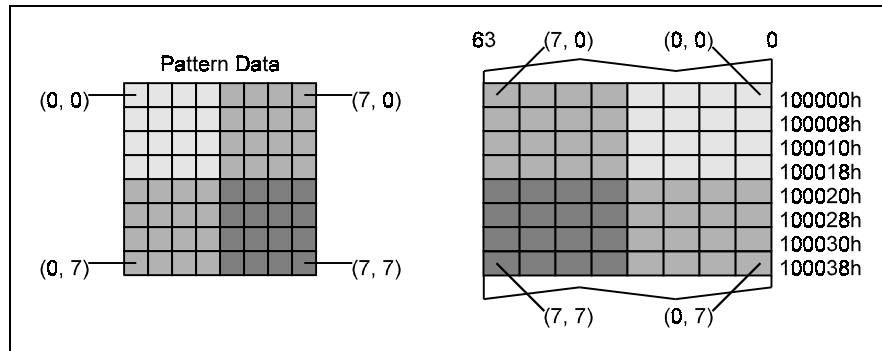 Pattern Data
(0, 0)
(7, 0)
(0, 7)
(7, 7)
63
(7, 0)
(0, 0)
0
100000h
100008h
100010h
100018h
100020h
100028h
100030h
100038h
(7, 7)
(0, 7)